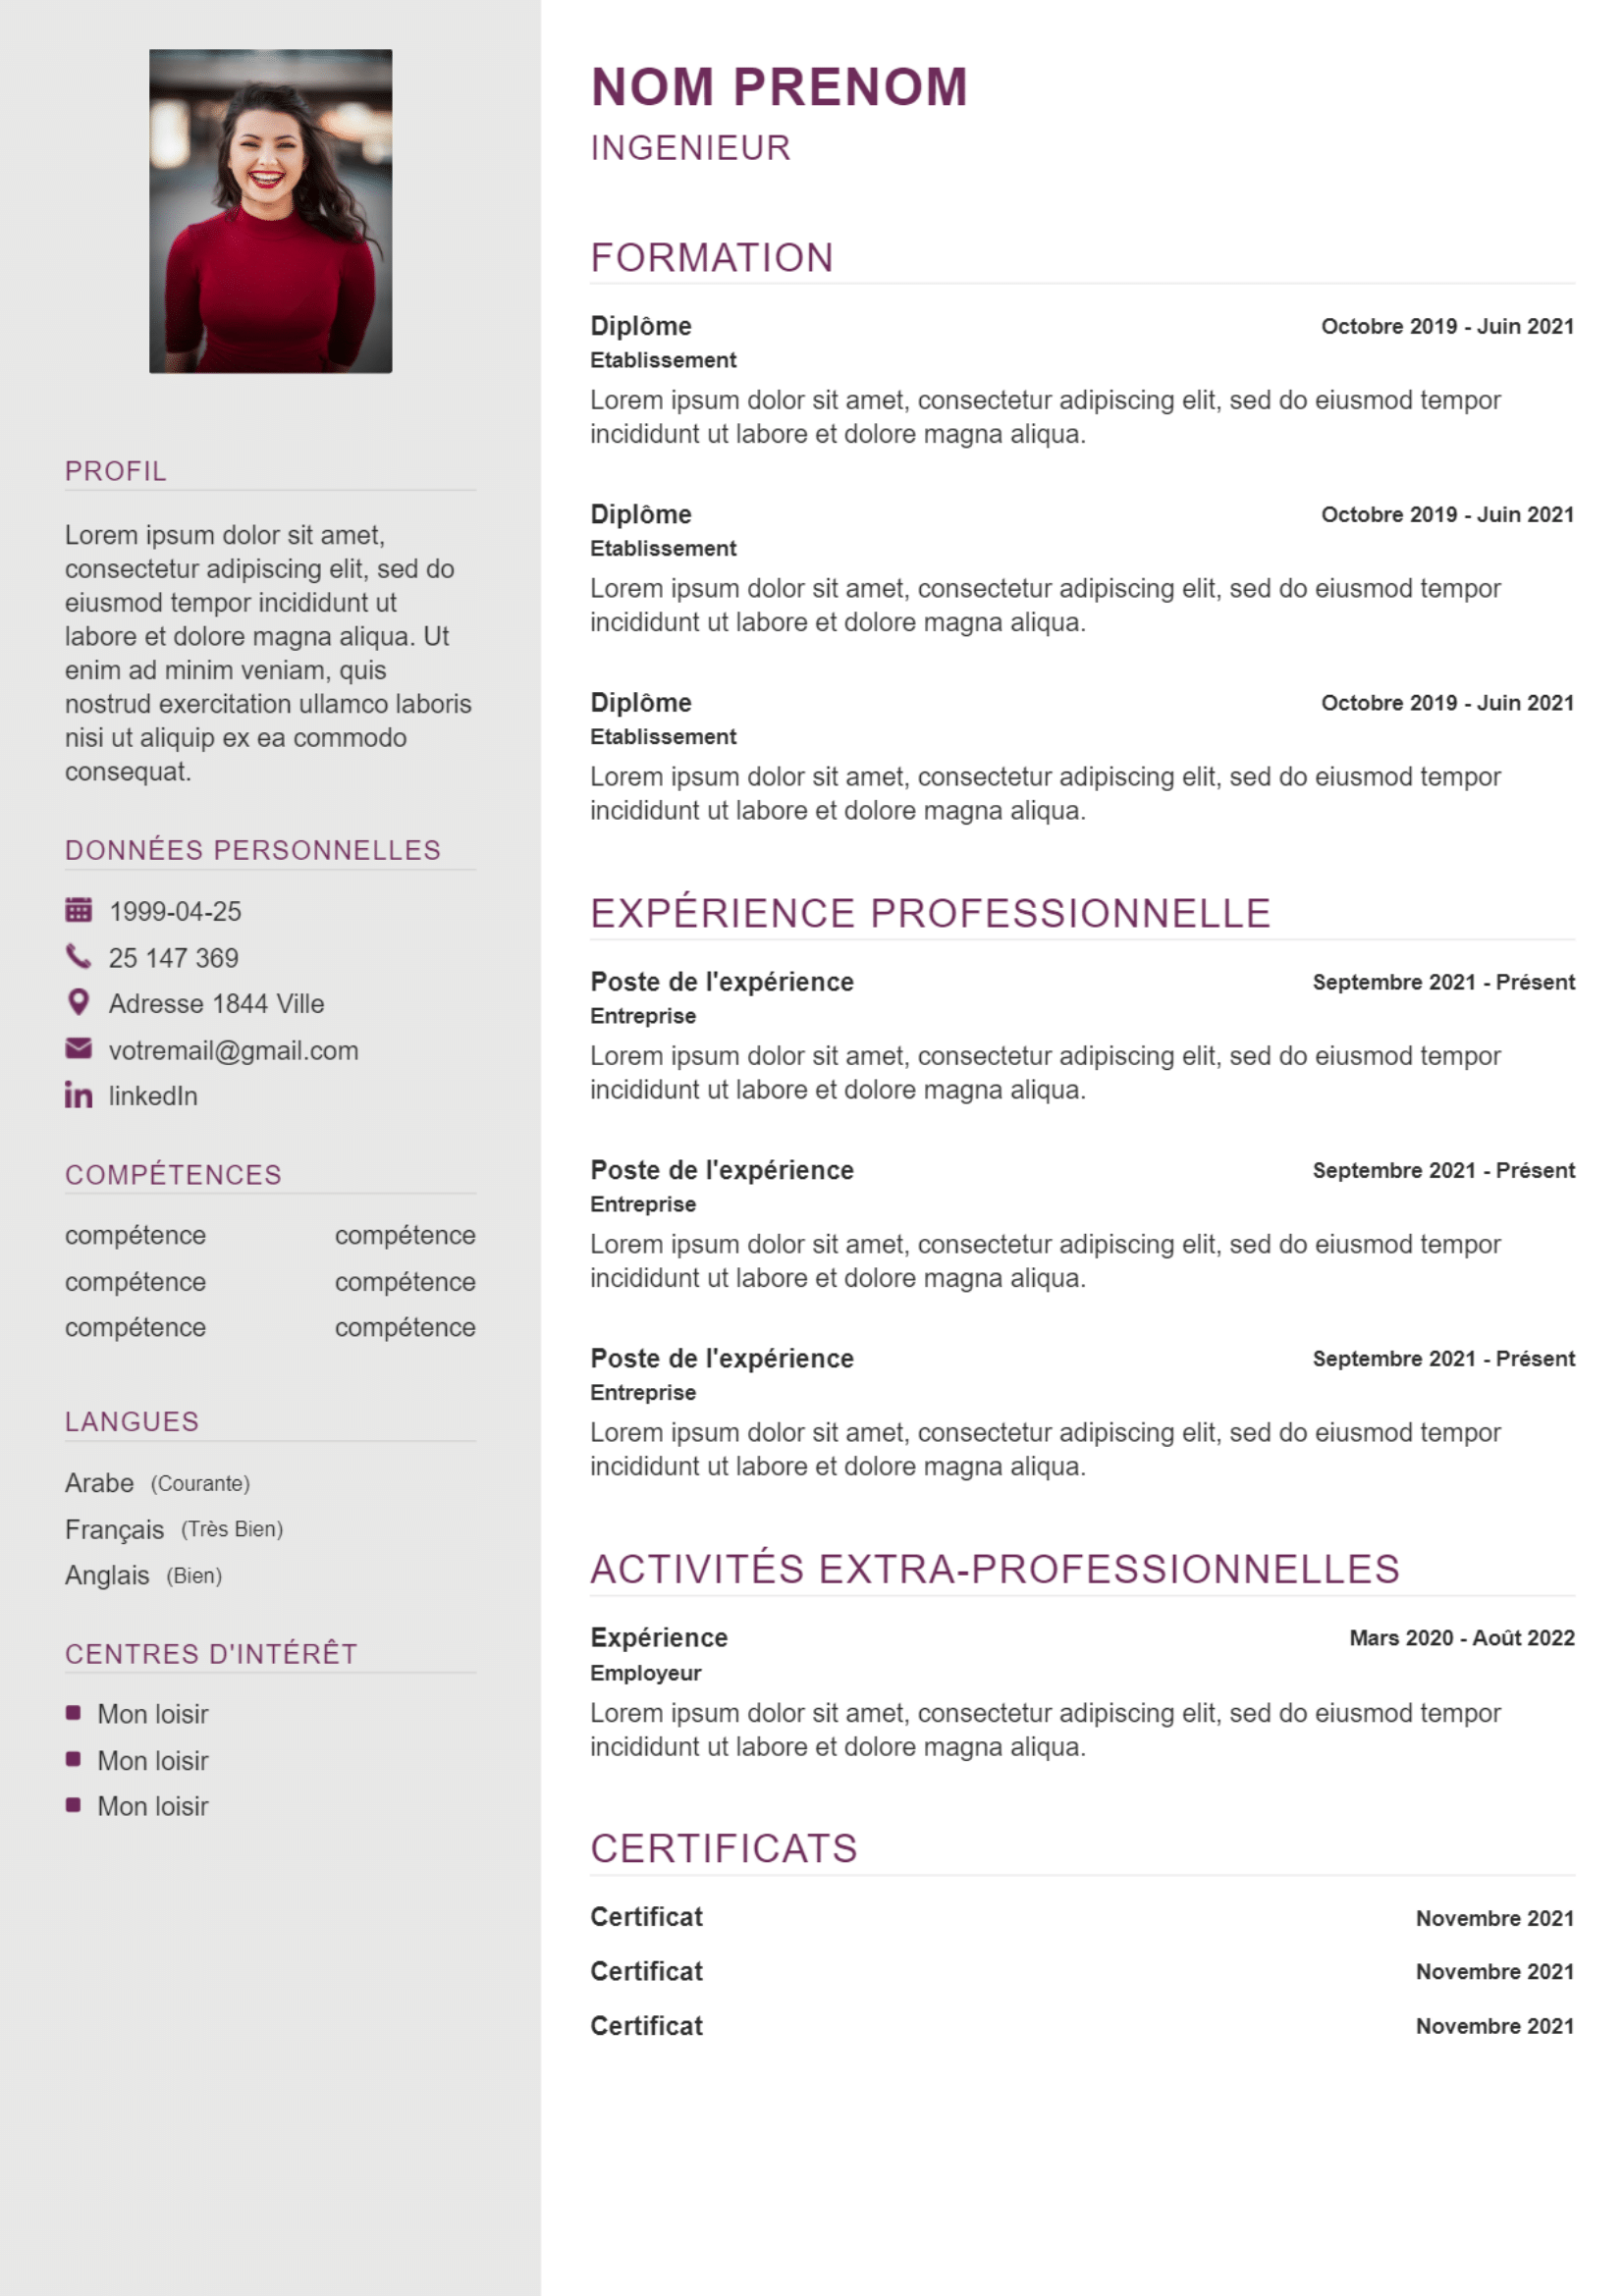 PROFIL
Lorem ipsum dolor sit amet,
consectetur adipiscing elit, sed do
eiusmod tempor incididunt ut
labore et dolore magna aliqua. Ut
enim ad minim veniam, quis
nostrud exercitation ullamco laboris
nisi ut aliquip ex ea commodo
consequat.
DONNÉES PERSONNELLES
1999-04-25
25 147 369
Adresse 1844 Ville
votremail@gmail.com
in linkedIn
COMPÉTENCES
compétence compétence
compétence compétence
compétence compétence
LANGUES
Arabe (Courante)
Français (Très Bien)
Anglais (Bien)
CENTRES D'INTÉRÊT
Mon loisir
Mon loisir
Mon loisir
NOM PRENOM
INGENIEUR
FORMATION
Diplôme Octobre 2019 - Juin 2021
Etablissement
Lorem ipsum dolor sit amet, consectetur adipiscing elit, sed do eiusmod tempor
incididunt ut labore et dolore magna aliqua.
Diplôme Octobre 2019 - Juin 2021
Etablissement
Lorem ipsum dolor sit amet, consectetur adipiscing elit, sed do eiusmod tempor
incididunt ut labore et dolore magna aliqua.
Diplôme Octobre 2019 - Juin 2021
Etablissement
Lorem ipsum dolor sit amet, consectetur adipiscing elit, sed do eiusmod tempor
incididunt ut labore et dolore magna aliqua.
EXPÉRIENCE PROFESSIONNELLE
Poste de l'expérience Septembre 2021 - Présent
Entreprise
Lorem ipsum dolor sit amet, consectetur adipiscing elit, sed do eiusmod tempor
incididunt ut labore et dolore magna aliqua.
Poste de l'expérience Septembre 2021 - Présent
Entreprise
Lorem ipsum dolor sit amet, consectetur adipiscing elit, sed do eiusmod tempor
incididunt ut labore et dolore magna aliqua.
Poste de l'expérience Septembre 2021 - Présent
Entreprise
Lorem ipsum dolor sit amet, consectetur adipiscing elit, sed do eiusmod tempor
incididunt ut labore et dolore magna aliqua.
ACTIVITÉS EXTRA-PROFESSIONNELLES
Expérience Mars 2020 - Août 2022
Employeur
Lorem ipsum dolor sit amet, consectetur adipiscing elit, sed do eiusmod tempor
incididunt ut labore et dolore magna aliqua.
CERTIFICATS
Certificat Novembre 2021
Certificat Novembre 2021
Certificat Novembre 2021